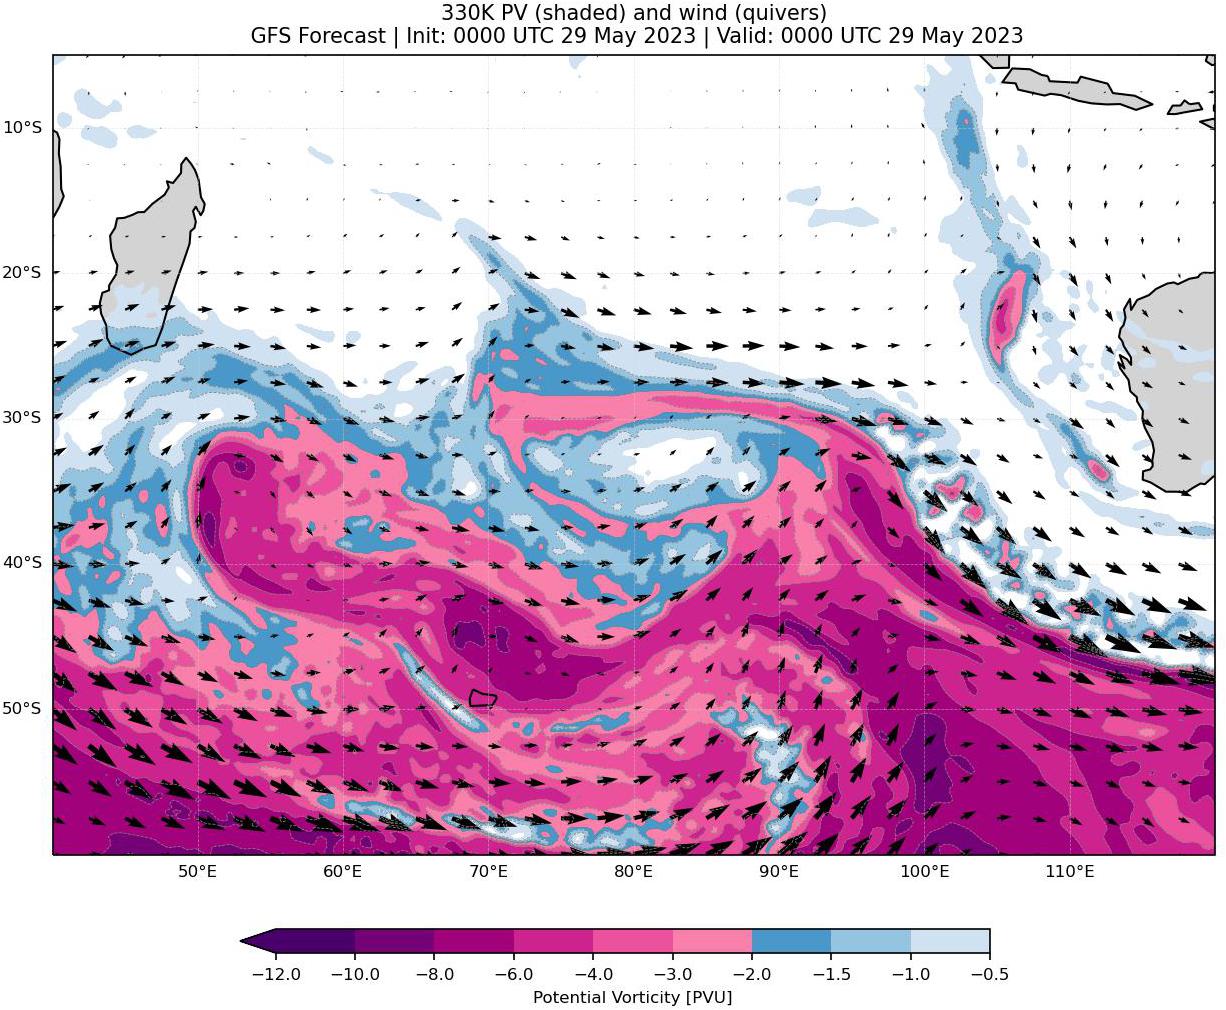 330K PV (shaded) and wind (quivers)
GFS Forecast | Init: 0000 UTC 29 May 2023 | Valid: 0000 UTC 29 May 2023
10°S
20°S
30°S
40°S
50°S
50°E 60°E 70°E 80°E 90°E 100°E 110°E
−12.0 −10.0 −8.0 −6.0 −4.0 −3.0 −2.0 −1.5 −1.0 −0.5
Potential Vorticity [PVU]